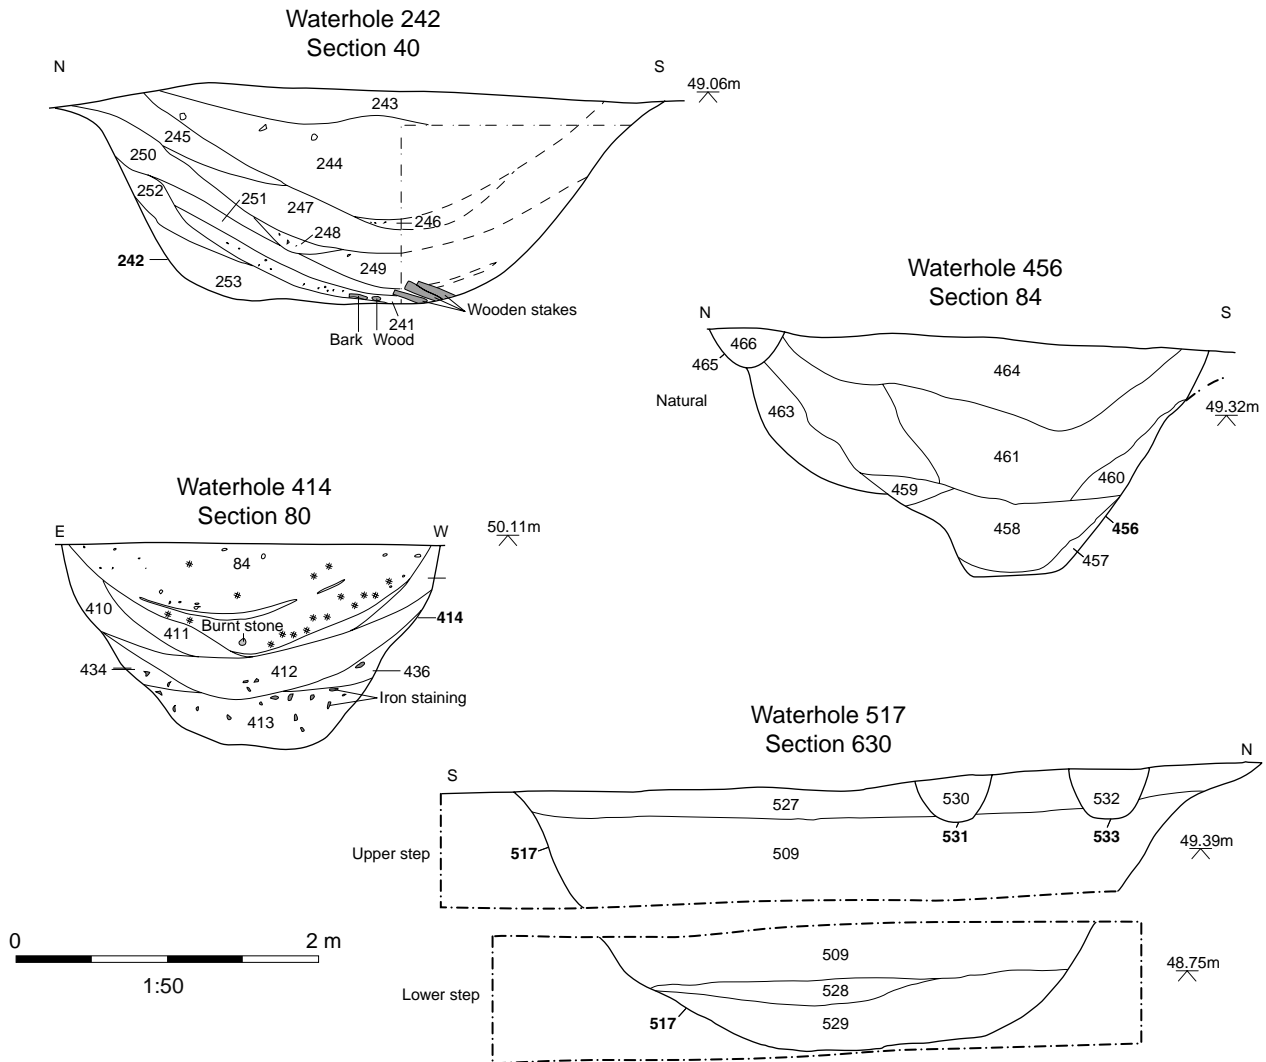 Waterhole 242
Section 40
N
S
49.06m
243
245
244
250
252
251
247
246
248
242
249
253
241
Wooden stakes
Bark
Wood
Waterhole 456
Section 84
N
S
466
465
464
Natural
463
49.32m
461
460
459
458
456
457
Waterhole 414
Section 80
E
W
50.11m
84
410
411
Burnt stone
414
434
412
436
Iron staining
413
Waterhole 517
Section 630
S
N
527
530
532
531
533
Upper step
517
509
49.39m
0
2 m
1:50
509
48.75m
Lower step
528
517
529